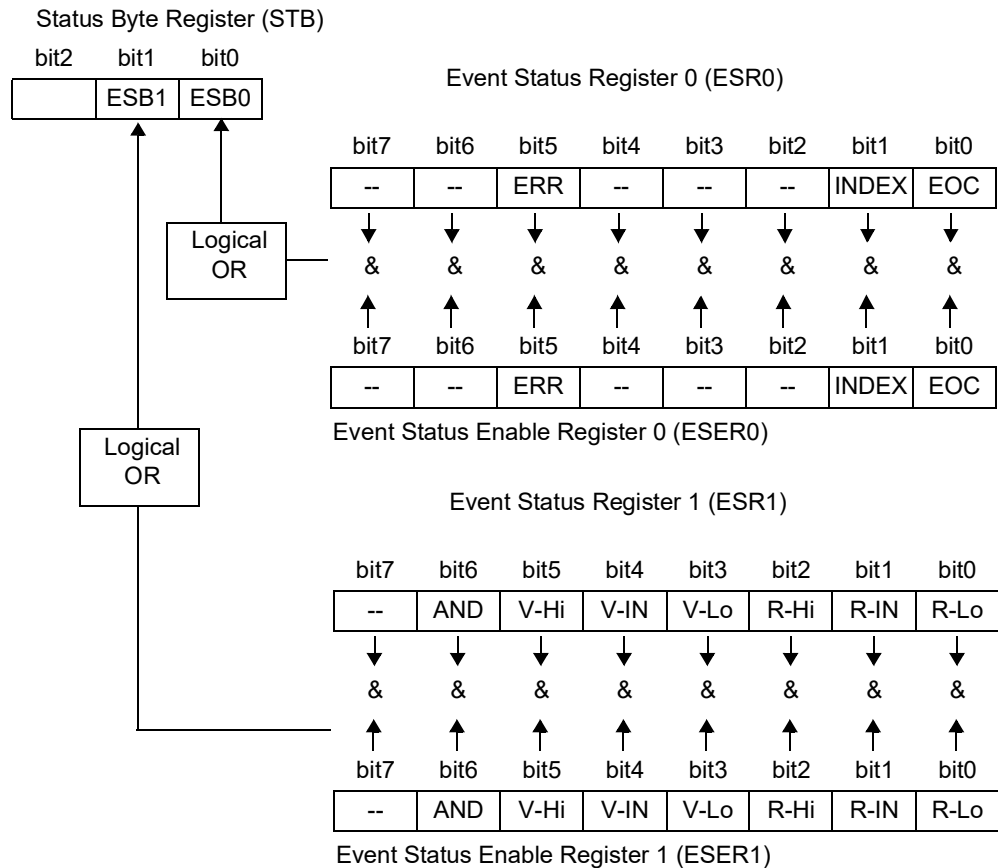 Status Byte Register (STB)
bit2 bit1 bit0
ESB1 ESB0
Event Status Register 0 (ESR0)
bit7 bit6 bit5 bit4 bit3 bit2 bit1 bit0
-- -- ERR -- -- -- INDEX EOC
Logical
OR
& & & & & & & &
bit7 bit6 bit5 bit4 bit3 bit2 bit1 bit0
-- -- ERR -- -- -- INDEX EOC
Event Status Enable Register 0 (ESER0)
Logical
OR
Event Status Register 1 (ESR1)
bit7 bit6 bit5 bit4 bit3 bit2 bit1 bit0
-- AND V-Hi V-IN V-Lo R-Hi R-IN R-Lo
& & & & & & & &
bit7 bit6 bit5 bit4 bit3 bit2 bit1 bit0
-- AND V-Hi V-IN V-Lo R-Hi R-IN R-Lo
Event Status Enable Register 1 (ESER1)